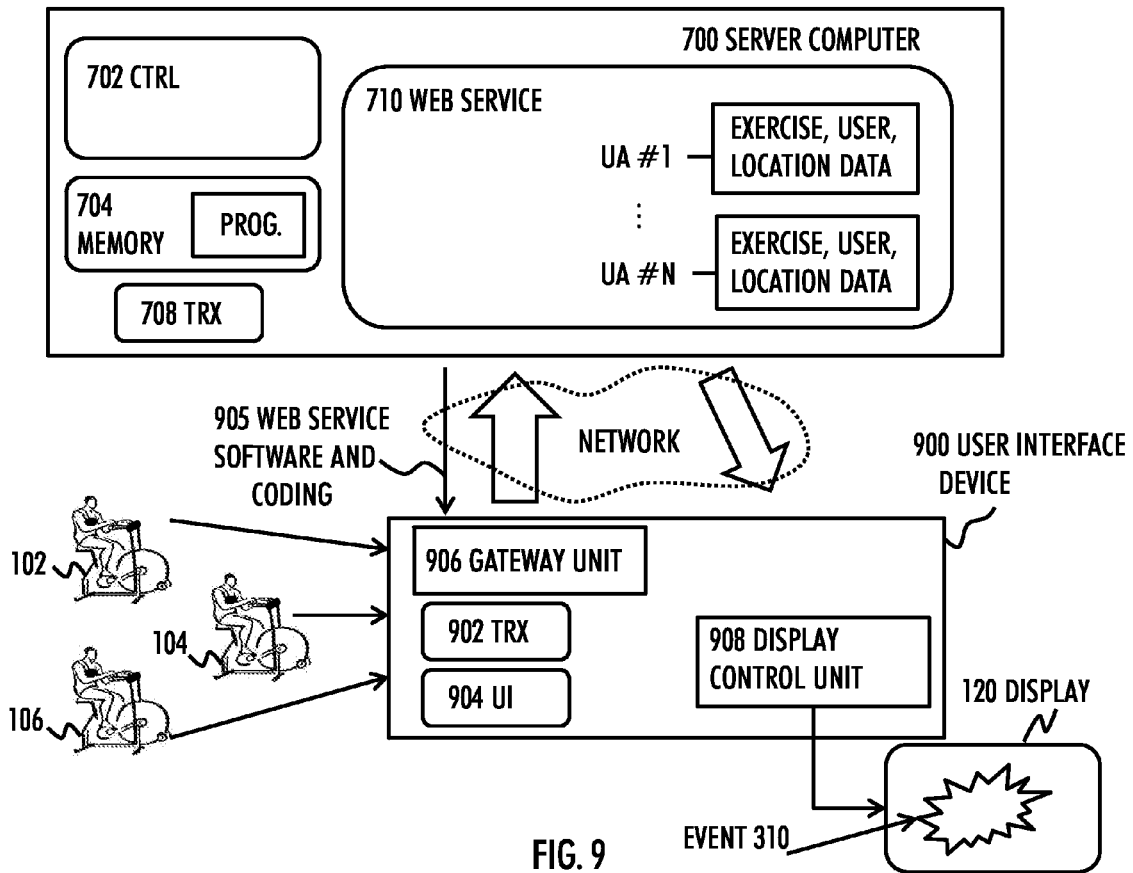 700 SERVER COMPUTER
702 CTRL
710 WEB SERVICE
UA #1
EXERCISE, USER,
LOCATION DATA
704
MEMORY
PROG.
UA #N
EXERCISE, USER,
LOCATION DATA
708 TRX
905 WEB SERVICE
SOFTWARE AND
CODING
NETWORK
900 USER INTERFACE
DEVICE
102
906 GATEWAY UNIT
104
902 TRX
908 DISPLAY
CONTROL UNIT
904 UI
106
120 DISPLAY
EVENT 310
FIG. 9